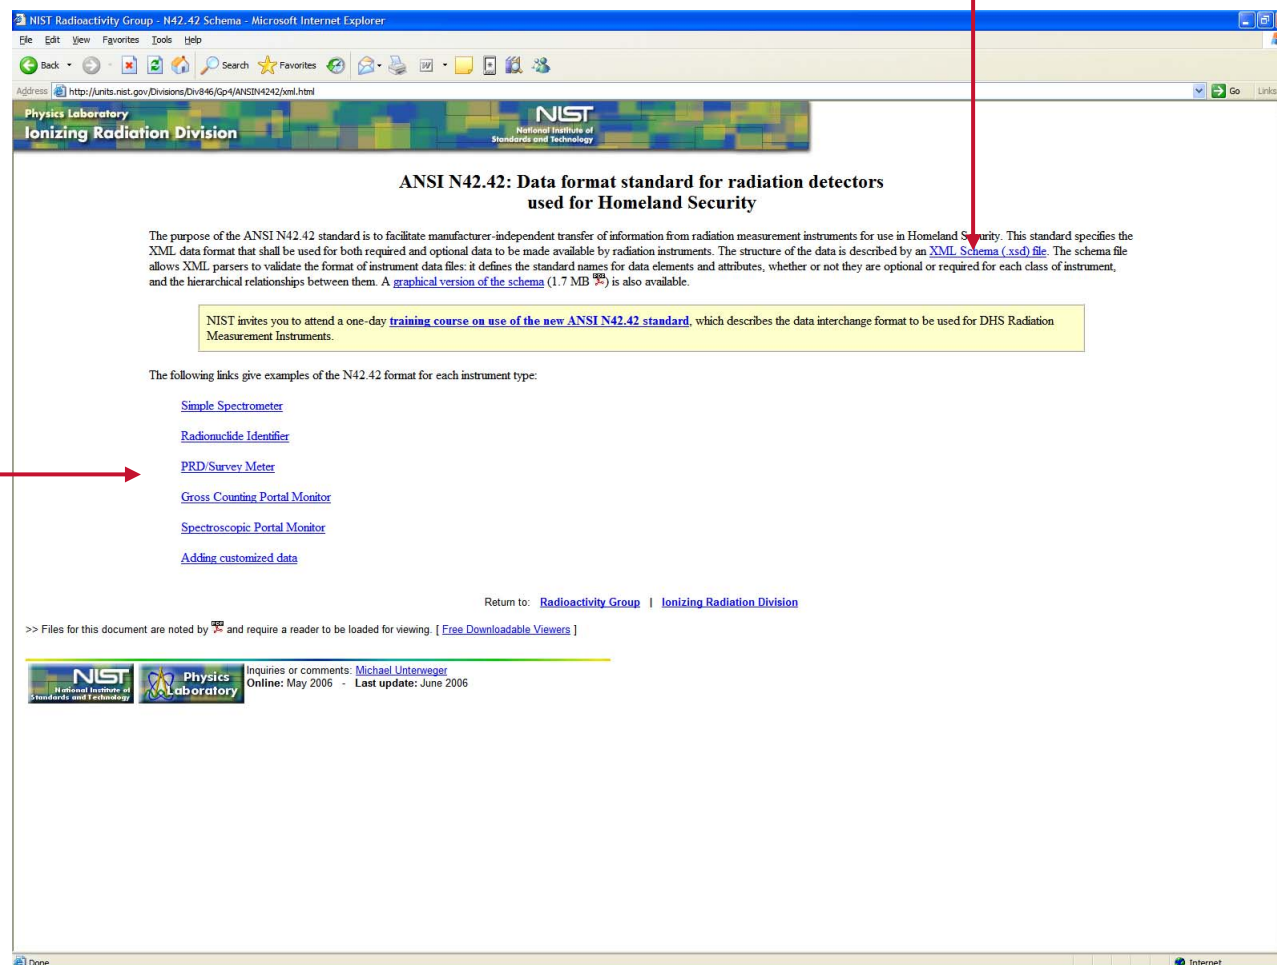 NIST Radioactivity Group - N42.42 Schema - Microsoft Internet Explorer
File Edit View Favorites Tools Help
Back Search Favorites
Address http://units.nist.gov/Divisions/Div846/Gp4/ANSIN4242/xml.html Go Links
Physics Laboratory
Ionizing Radiation Division
NIST
National Institute of
Standards and Technology
ANSI N42.42: Data format standard for radiation detectors
used for Homeland Security
The purpose of the ANSI N42.42 standard is to facilitate manufacturer-independent transfer of information from radiation measurement instruments for use in Homeland Security. This standard specifies the
XML data format that shall be used for both required and optional data to be made available by radiation instruments. The structure of the data is described by an XML Schema (.xsd) file. The schema file
allows XML parsers to validate the format of instrument data files: it defines the standard names for data elements and attributes, whether or not they are optional or required for each class of instrument,
and the hierarchical relationships between them. A graphical version of the schema (1.7 MB PDF) is also available.
NIST invites you to attend a one-day training course on use of the new ANSI N42.42 standard, which describes the data interchange format to be used for DHS Radiation
Measurement Instruments.
The following links give examples of the N42.42 format for each instrument type:
Simple Spectrometer
Radionuclide Identifier
PRD/Survey Meter
Gross Counting Portal Monitor
Spectroscopic Portal Monitor
Adding customized data
Return to: Radioactivity Group | Ionizing Radiation Division
>> Files for this document are noted by PDF and require a reader to be loaded for viewing. [ Free Downloadable Viewers ]
NIST
National Institute of
Standards and Technology
Physics
Laboratory
Inquiries or comments: Michael Unterweger
Online: May 2006 - Last update: June 2006
Done Internet